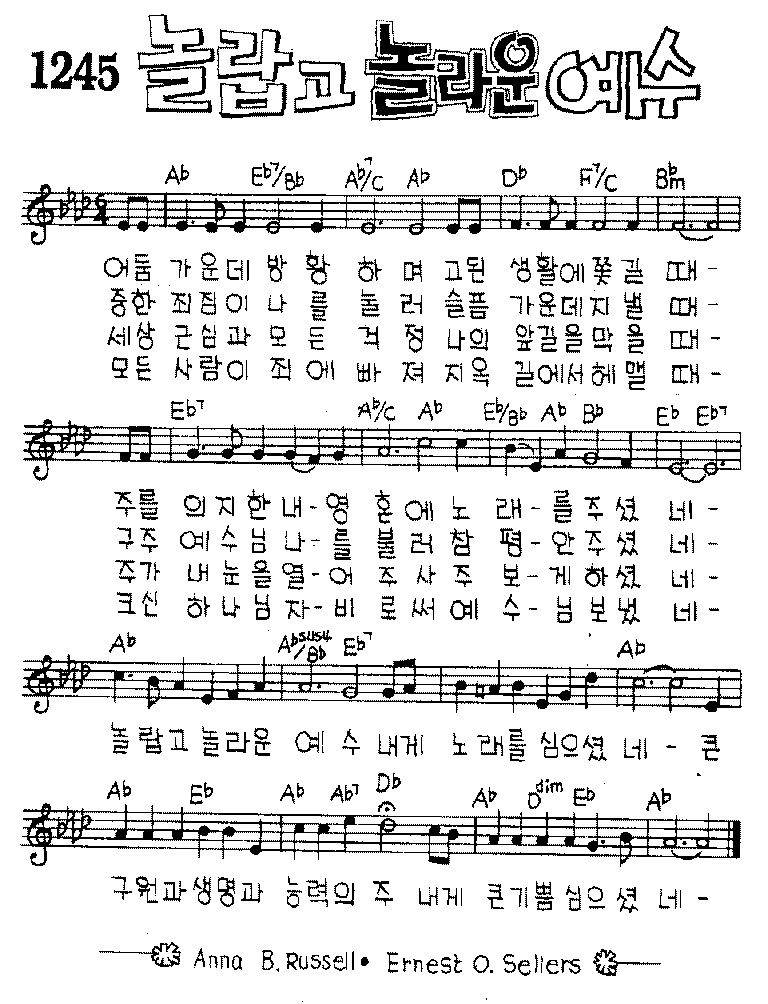 1245 놀랍고 놀라운 예수
Ab Eb7/Bb Ab7/C Ab Db F7/C Bbm
어둠 가운데 방황 하며 고된 생활에쫓길 때-
중한 죄짐이 나를 눌러 슬픔 가운데지낼 때-
세상 근심과 모든 걱정 나의 앞길을막을 때-
모든 사람이 죄에 빠져 지옥 길에서헤맬 때-
Eb7 Ab/C Ab Eb/Bb Ab Bb Eb Eb7
주를 의지한내-영 혼에 노래-를주셨 네-
구주 예수님나-를 불러 참평-안주셨 네-
주가 내눈을열-어 주사 주보-게하셨 네-
크신 하나님자-비로써 예수-님보냈 네-
Ab Absus4/Bb Eb7 Ab
놀랍고놀라운 예수 내게 노래를심으셨 네-큰
Ab Eb Ab Ab7 Db Ab Ddim Eb Ab
구원과생명과 능력의 주 내게 큰기쁨심으셨 네-
Anna B. Russell • Ernest O. Sellers